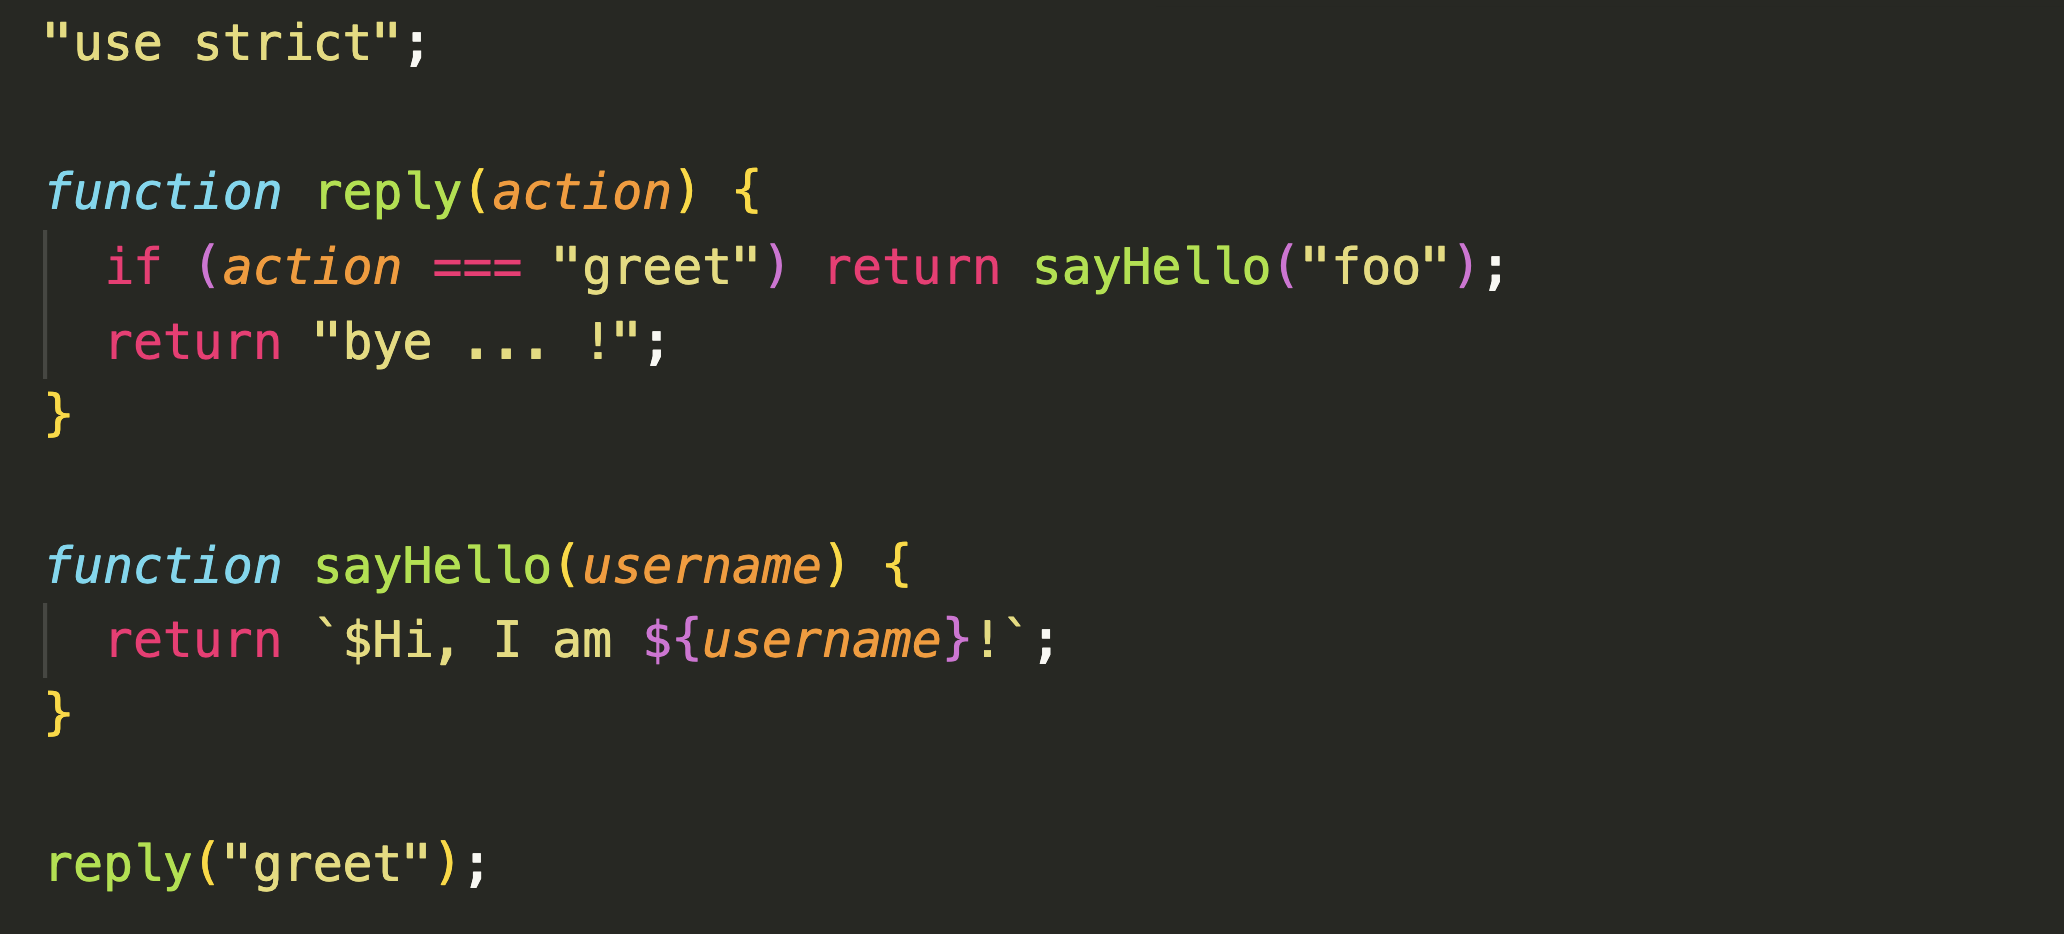 "use strict";
function reply(action) {
  if (action === "greet") return sayHello("foo");
  return "bye ... !";
}
function sayHello(username) {
  return `$Hi, I am ${username}!`;
}
reply("greet");